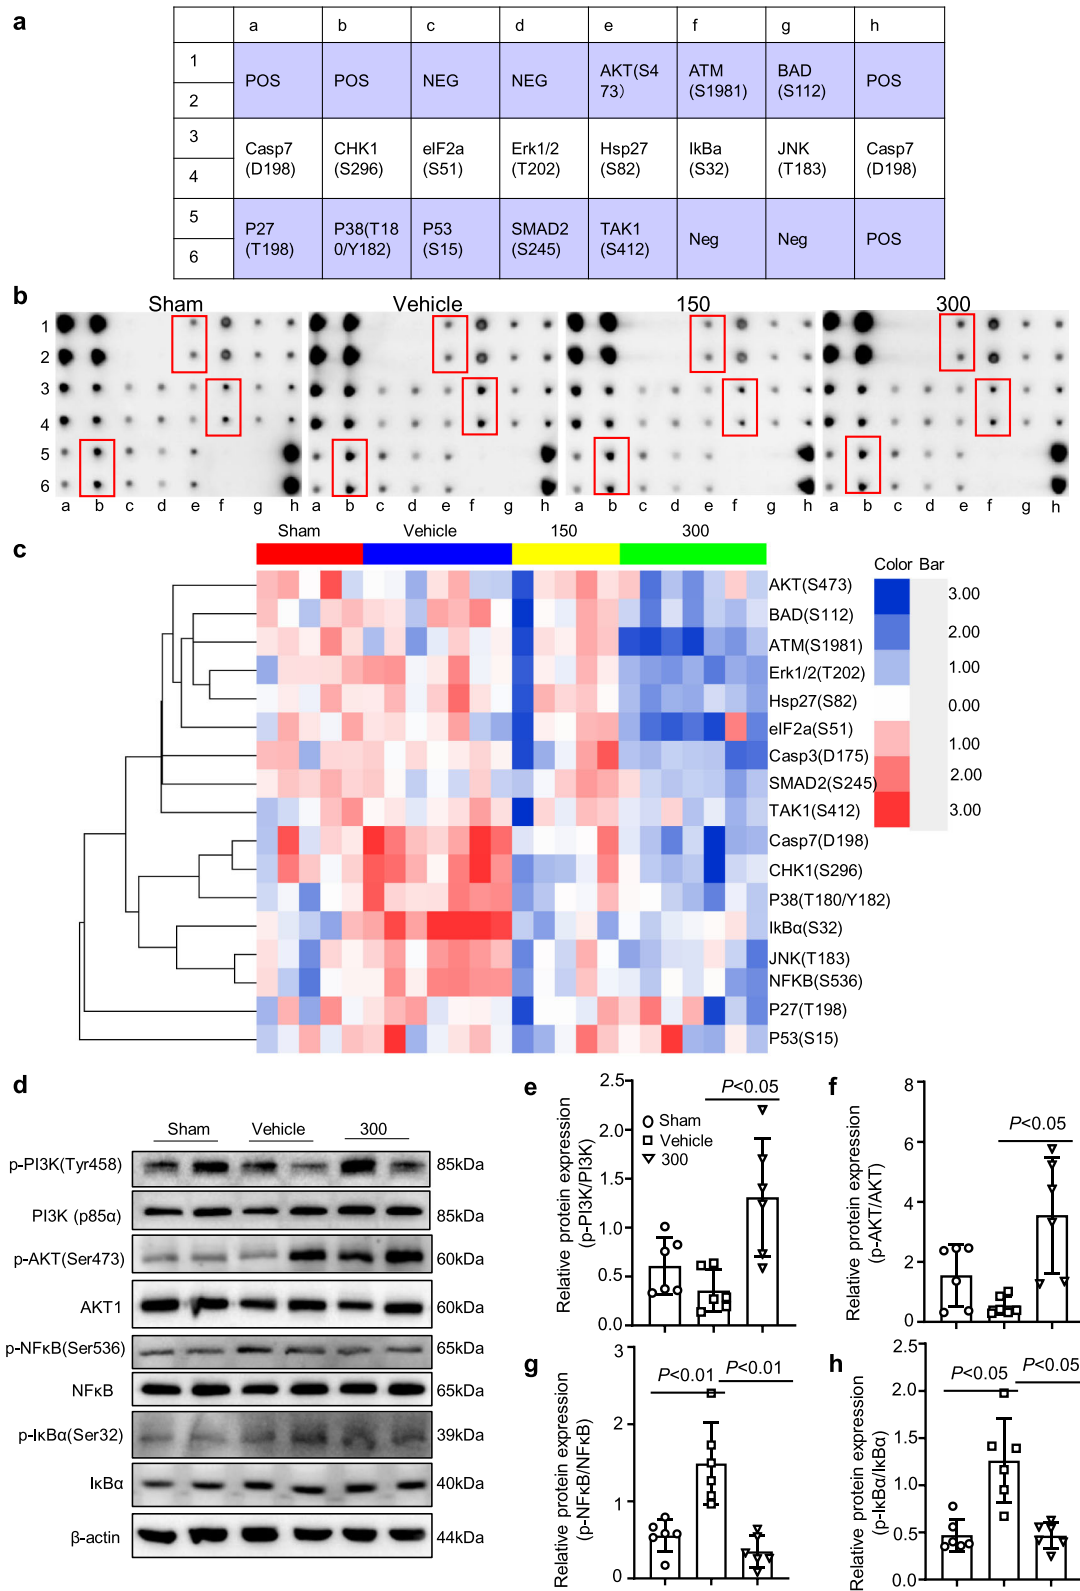 a
a b c d e f g h
1
2
POS POS NEG NEG AKT(S4
73) ATM
(S1981) BAD
(S112) POS
3
4
Casp7
(D198) CHK1
(S296) eIF2a
(S51) Erk1/2
(T202) Hsp27
(S82) IkBa
(S32) JNK
(T183) Casp7
(D198)
5
6
P27
(T198) P38(T18
0/Y182) P53
(S15) SMAD2
(S245) TAK1
(S412) Neg Neg POS
b
Sham Vehicle 150 300
1
2
3
4
5
6
a b c d e f g h a b c d e f g h a b c d e f g h a b c d e f g h
c
Sham Vehicle 150 300
Color Bar
AKT(S473)
BAD(S112)
ATM(S1981)
Erk1/2(T202)
Hsp27(S82)
eIF2a(S51)
Casp3(D175)
SMAD2(S245)
TAK1(S412)
Casp7(D198)
CHK1(S296)
P38(T180/Y182)
IkBα(S32)
JNK(T183)
NFKB(S536)
P27(T198)
P53(S15)
3.00
2.00
1.00
0.00
1.00
2.00
3.00
d
Sham Vehicle 300
p-PI3K(Tyr458) 85kDa
PI3K (p85α) 85kDa
p-AKT(Ser473) 60kDa
AKT1 60kDa
p-NFκB(Ser536) 65kDa
NFκB 65kDa
p-IκBα(Ser32) 39kDa
IκBα 40kDa
β-actin 44kDa
e
Relative protein expression
(p-PI3K/PI3K)
2.5
2.0
1.5
1.0
0.5
0.0
P<0.05
Sham
Vehicle
300
f
Relative protein expression
(p-AKT/AKT)
8
6
4
2
0
P<0.05
g
Relative protein expression
(p-NFκB/NFκB)
3
2
1
0
P<0.01 P<0.01
h
Relative protein expression
(p-IκBα/IκBα)
2.5
2.0
1.5
1.0
0.5
0.0
P<0.05 P<0.05